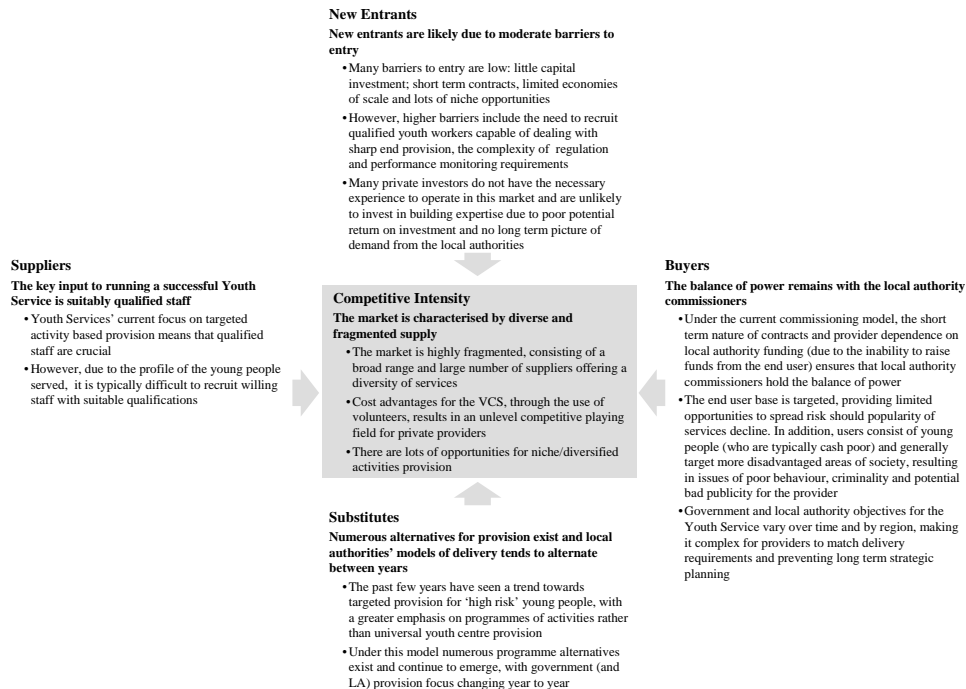 New Entrants
New entrants are likely due to moderate barriers to
entry
•Many barriers to entry are low: little capital
investment; short term contracts, limited economies
of scale and lots of niche opportunities
•However, higher barriers include the need to recruit
qualified youth workers capable of dealing with
sharp end provision, the complexity of regulation
and performance monitoring requirements
•Many private investors do not have the necessary
experience to operate in this market and are unlikely
to invest in building expertise due to poor potential
return on investment and no long term picture of
demand from the local authorities
Suppliers
The key input to running a successful Youth
Service is suitably qualified staff
•Youth Services’ current focus on targeted
activity based provision means that qualified
staff are crucial
•However, due to the profile of the young people
served, it is typically difficult to recruit willing
staff with suitable qualifications
Competitive Intensity
The market is characterised by diverse and
fragmented supply
•The market is highly fragmented, consisting of a
broad range and large number of suppliers offering a
diversity of services
•Cost advantages for the VCS, through the use of
volunteers, results in an unlevel competitive playing
field for private providers
•There are lots of opportunities for niche/diversified
activities provision
Buyers
The balance of power remains with the local authority
commissioners
•Under the current commissioning model, the short
term nature of contracts and provider dependence on
local authority funding (due to the inability to raise
funds from the end user) ensures that local authority
commissioners hold the balance of power
•The end user base is targeted, providing limited
opportunities to spread risk should popularity of
services decline. In addition, users consist of young
people (who are typically cash poor) and generally
target more disadvantaged areas of society, resulting
in issues of poor behaviour, criminality and potential
bad publicity for the provider
•Government and local authority objectives for the
Youth Service vary over time and by region, making
it complex for providers to match delivery
requirements and preventing long term strategic
planning
Substitutes
Numerous alternatives for provision exist and local
authorities’ models of delivery tends to alternate
between years
•The past few years have seen a trend towards
targeted provision for ‘high risk’ young people, with
a greater emphasis on programmes of activities rather
than universal youth centre provision
•Under this model numerous programme alternatives
exist and continue to emerge, with government (and
LA) provision focus changing year to year